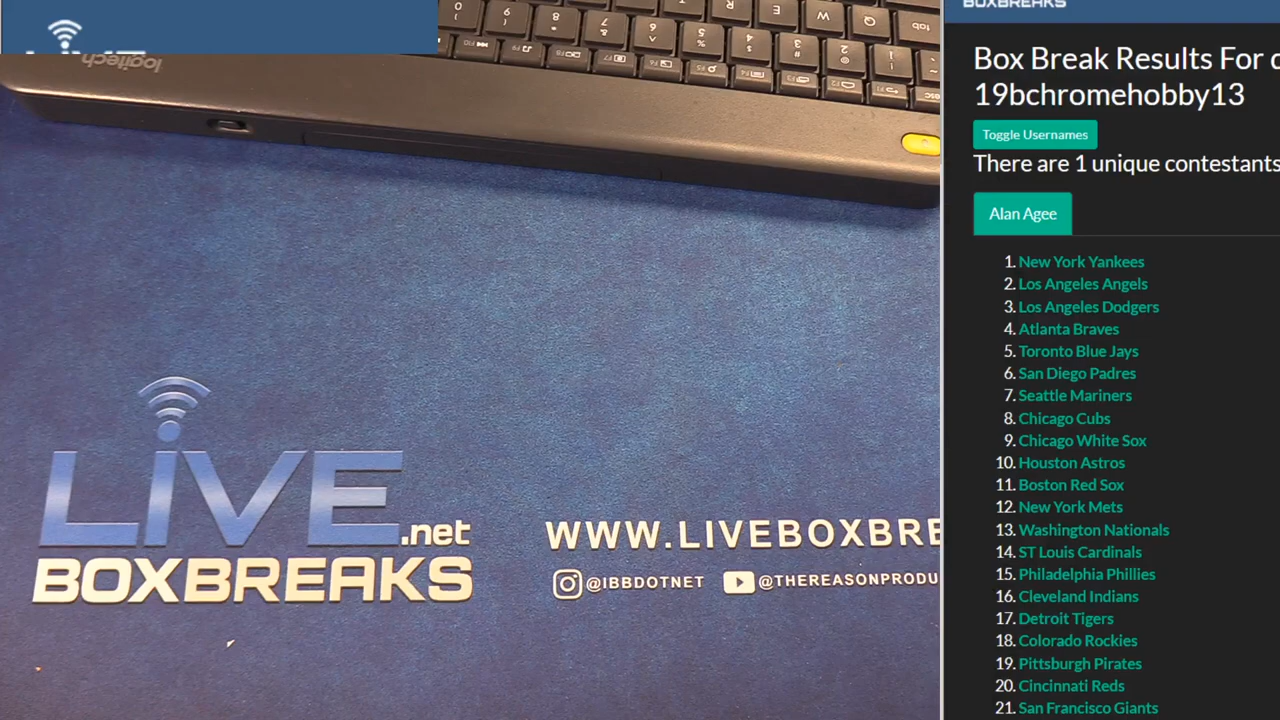 LIVE
logitech
BOXBREAKS
Box Break Results For
19bchromehobby13
Toggle Usernames
There are 1 unique contestants
Alan Agee
1. New York Yankees
2. Los Angeles Angels
3. Los Angeles Dodgers
4. Atlanta Braves
5. Toronto Blue Jays
6. San Diego Padres
7. Seattle Mariners
8. Chicago Cubs
9. Chicago White Sox
10. Houston Astros
11. Boston Red Sox
12. New York Mets
13. Washington Nationals
14. ST Louis Cardinals
15. Philadelphia Phillies
16. Cleveland Indians
17. Detroit Tigers
18. Colorado Rockies
19. Pittsburgh Pirates
20. Cincinnati Reds
21. San Francisco Giants
LIVE.net
BOXBREAKS
WWW.LIVEBOXBRE
@IBBDOTNET @THEREASONPRODU